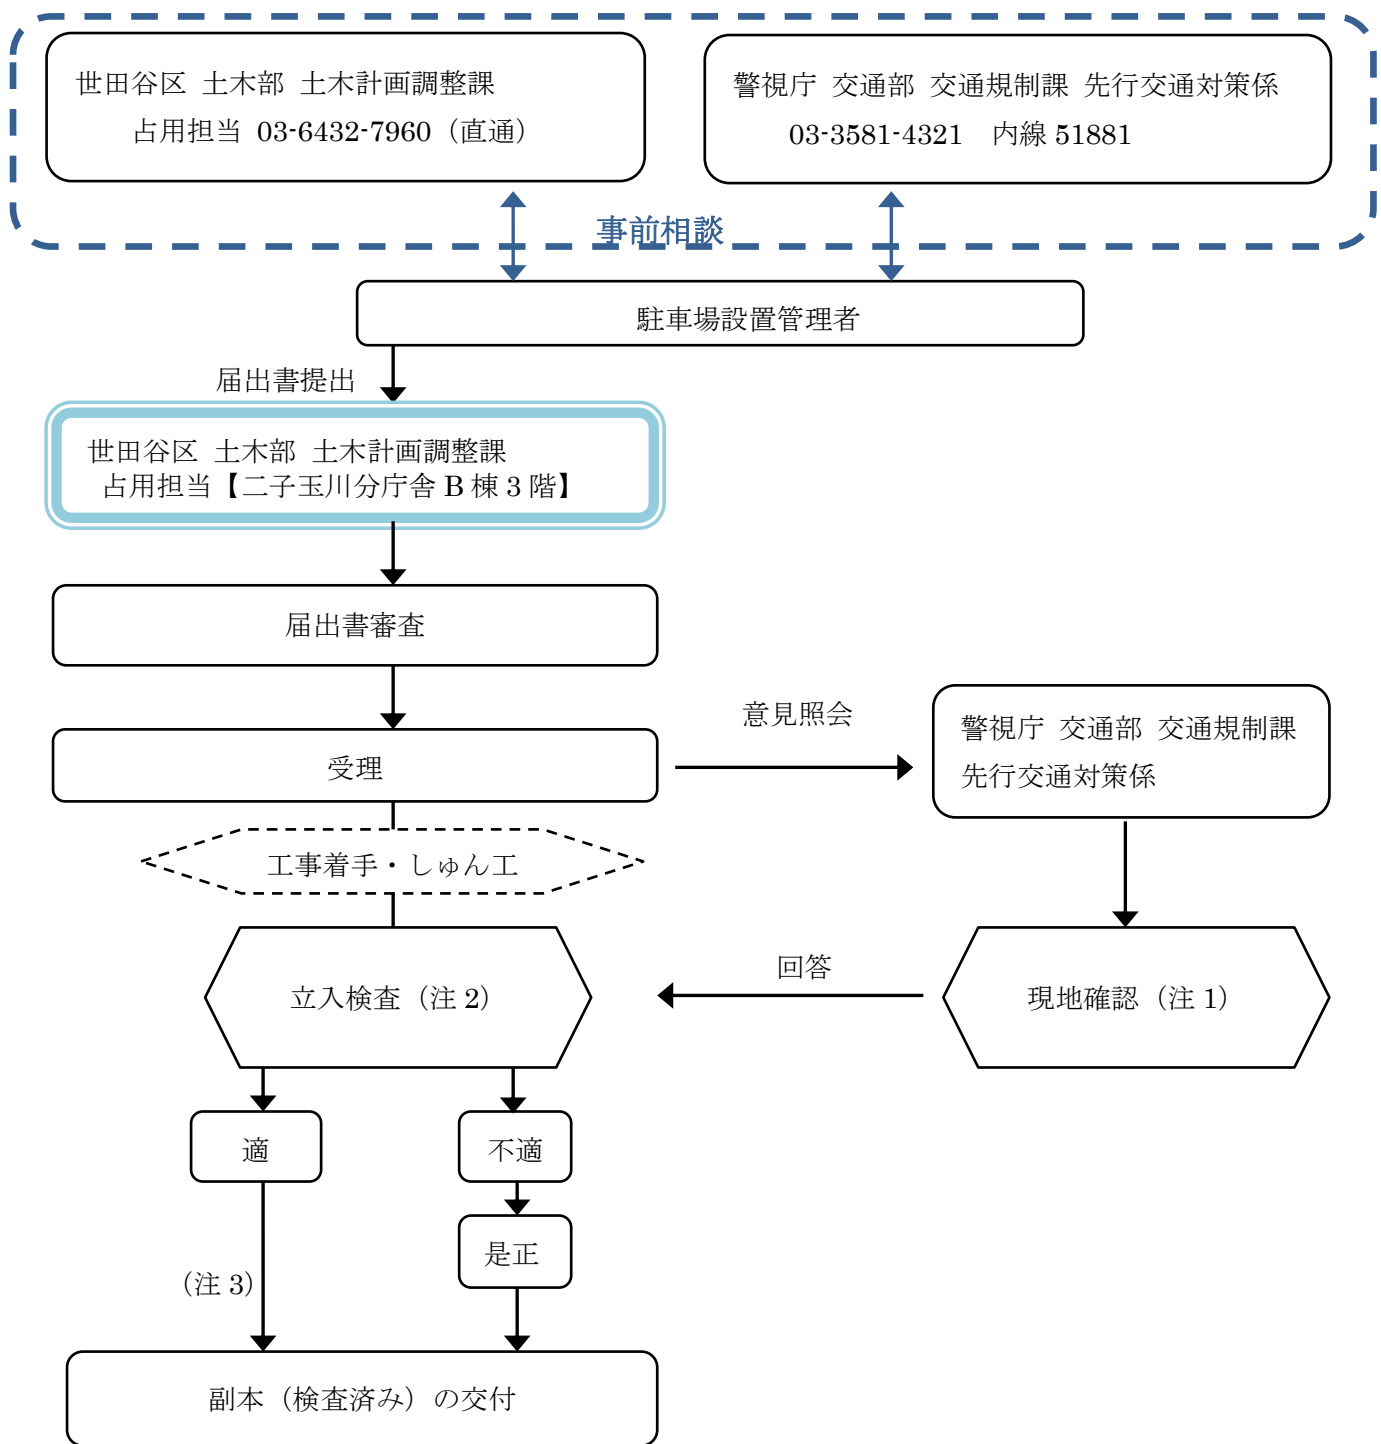 世田谷区 土木部 土木計画調整課
占用担当 03-6432-7960（直通）
警視庁 交通部 交通規制課 先行交通対策係
03-3581-4321 内線 51881
事前相談
駐車場設置管理者
届出書提出
世田谷区 土木部 土木計画調整課
占用担当【二子玉川分庁舎 B 棟 3 階】
届出書審査
受理
意見照会
警視庁 交通部 交通規制課
先行交通対策係
工事着手・しゅん工
立入検査（注 2）
回答
現地確認（注 1）
適
不適
是正
（注 3）
副本（検査済み）の交付